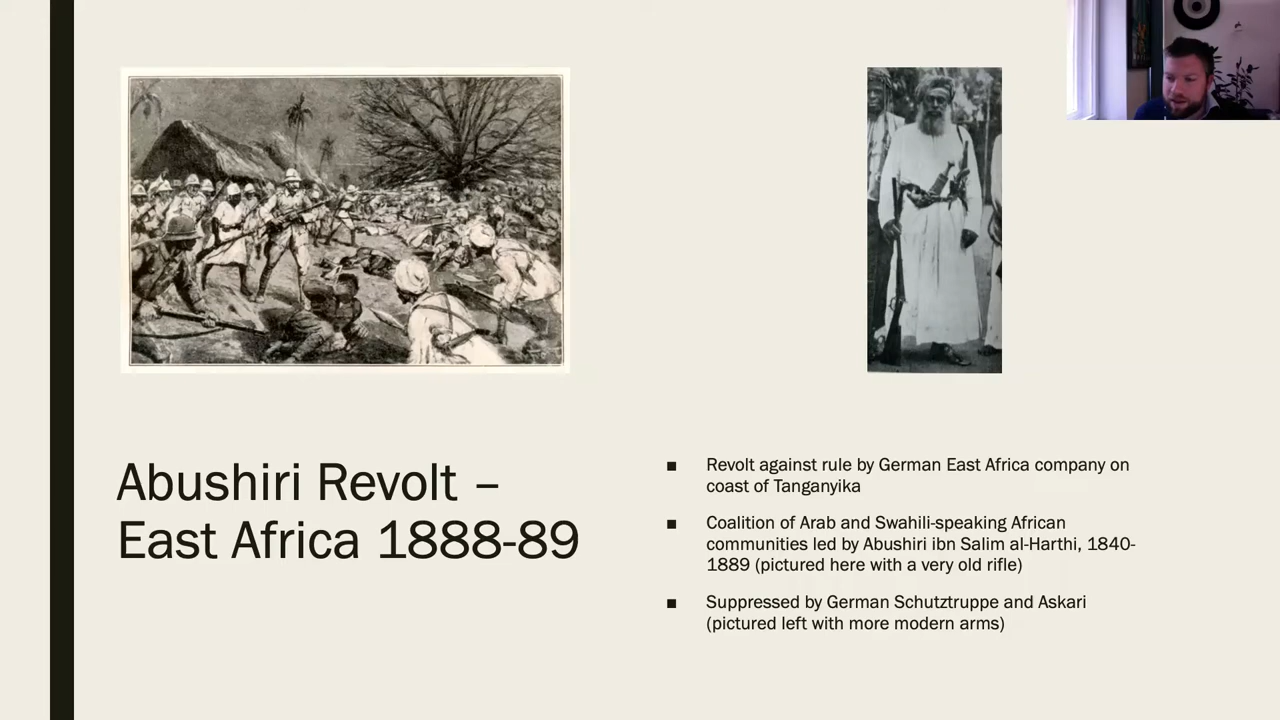 Abushiri Revolt –
East Africa 1888-89
■ Revolt against rule by German East Africa company on
coast of Tanganyika
■ Coalition of Arab and Swahili-speaking African
communities led by Abushiri ibn Salim al-Harthi, 1840-
1889 (pictured here with a very old rifle)
■ Suppressed by German Schutztruppe and Askari
(pictured left with more modern arms)